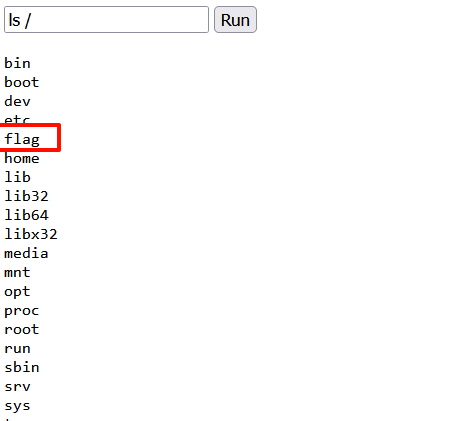 ls / Run
bin
boot
dev
etc
flag
home
lib
lib32
lib64
libx32
media
mnt
opt
proc
root
run
sbin
srv
sys